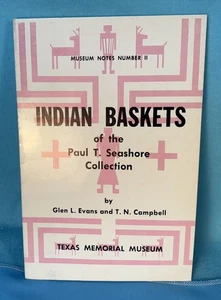 MUSEUM NOTES NUMBER 11
INDIAN BASKETS
of the
Paul T. Seashore
Collection
by
Glen L. Evans and T. N. Campbell
TEXAS MEMORIAL MUSEUM